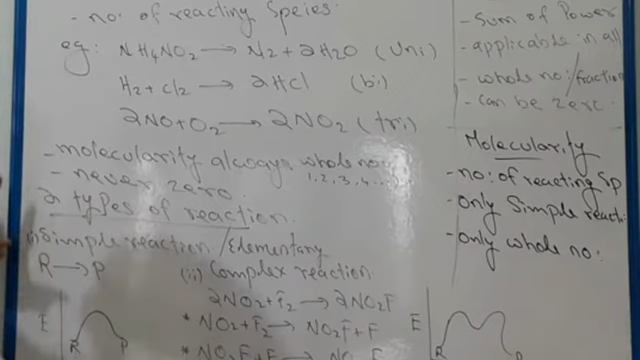 - no: of reacting Speies:
eg: NH4NO2 → N2 + 2H2O (Uni)
H2 + Cl2 → 2HCl (bi)
2NO + O2 → 2NO2 (tri)
- molecularity always whole no:
1, 2, 3, 4...
- never zero.
2 types of reaction.
(i) Simple reaction / Elementary
R → P
(ii) Complex reaction:
2NO2 + F2 → 2NO2F
* NO2 + F2 → NO2F + F
* NO2F + F → NO2F
E
R P
- Sum of Power
- applicable in all
- whole no:/fraction
- Can be zero.
Molecularity
- no: of reacting Sp
- Only Simple reacti
- Only whole no:
E
R P